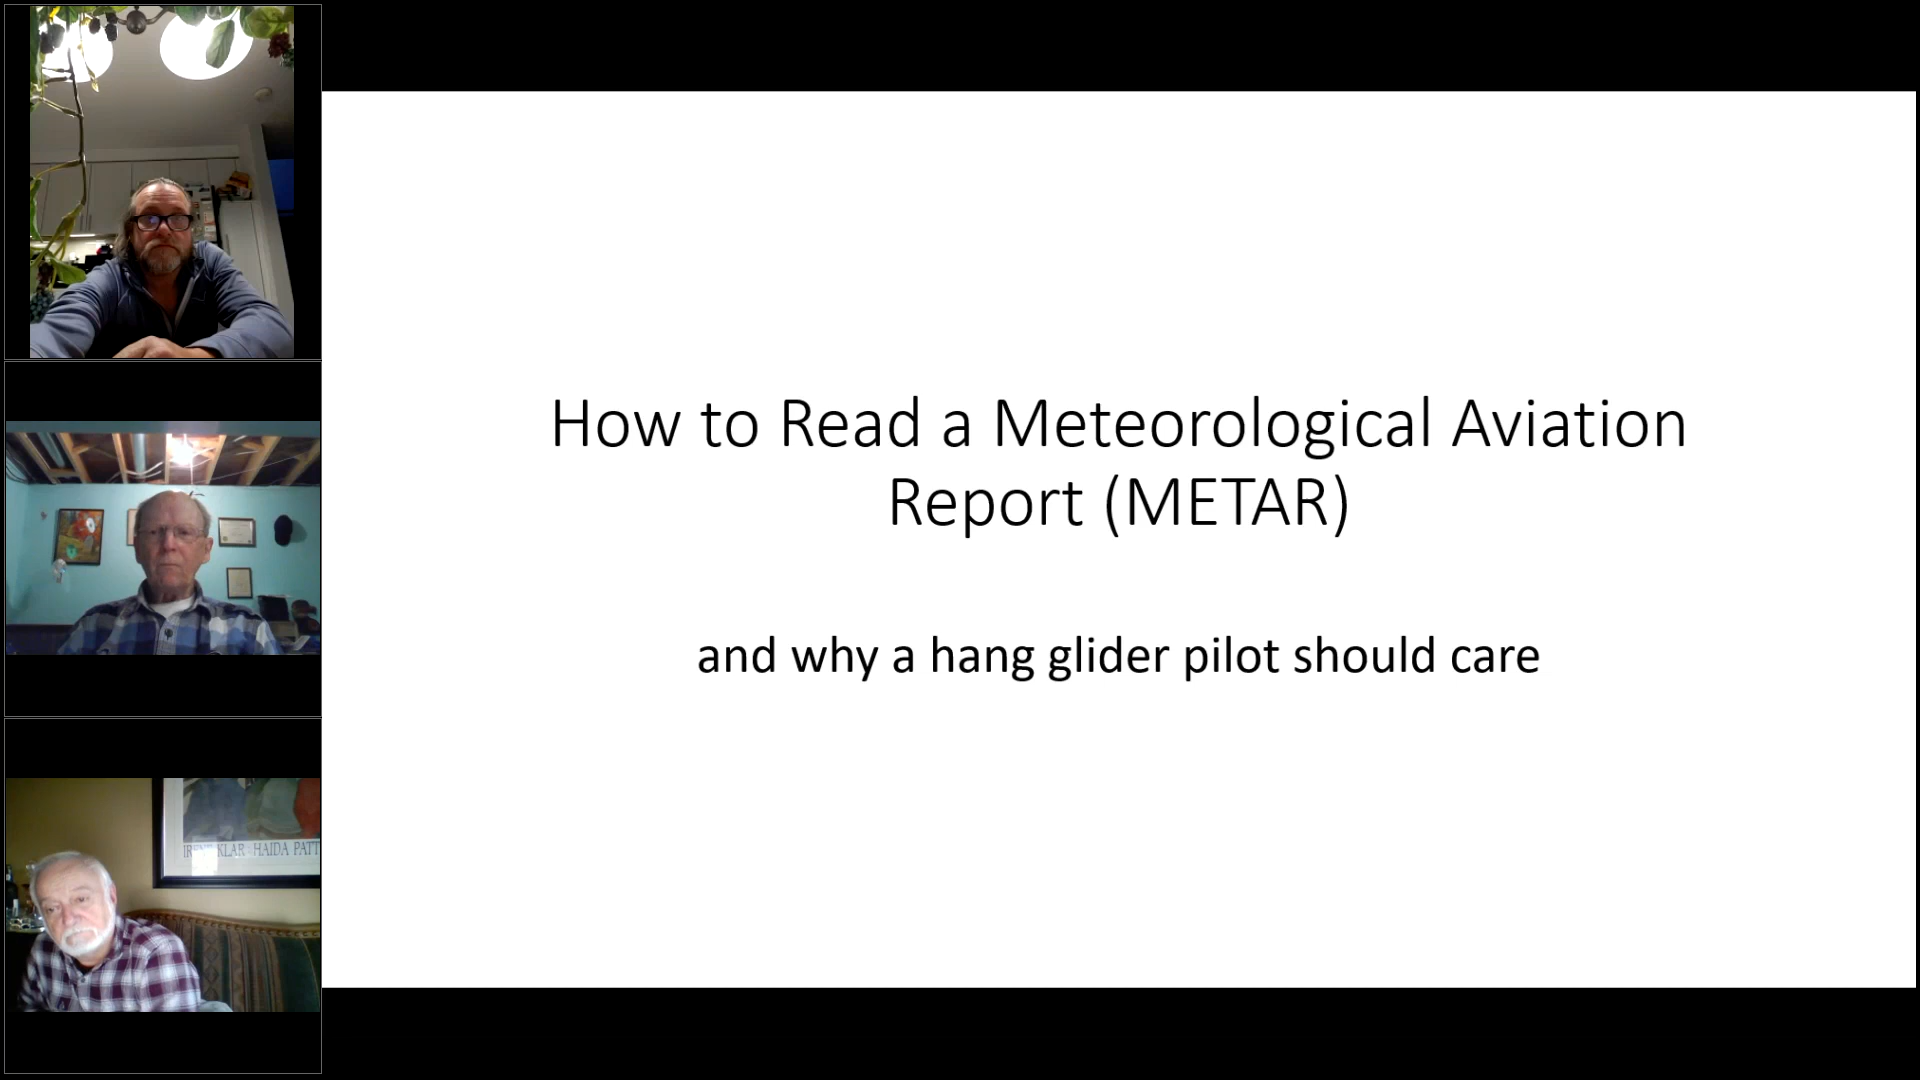 How to Read a Meteorological Aviation
Report (METAR)
and why a hang glider pilot should care
KLAR : HAIDA PATT